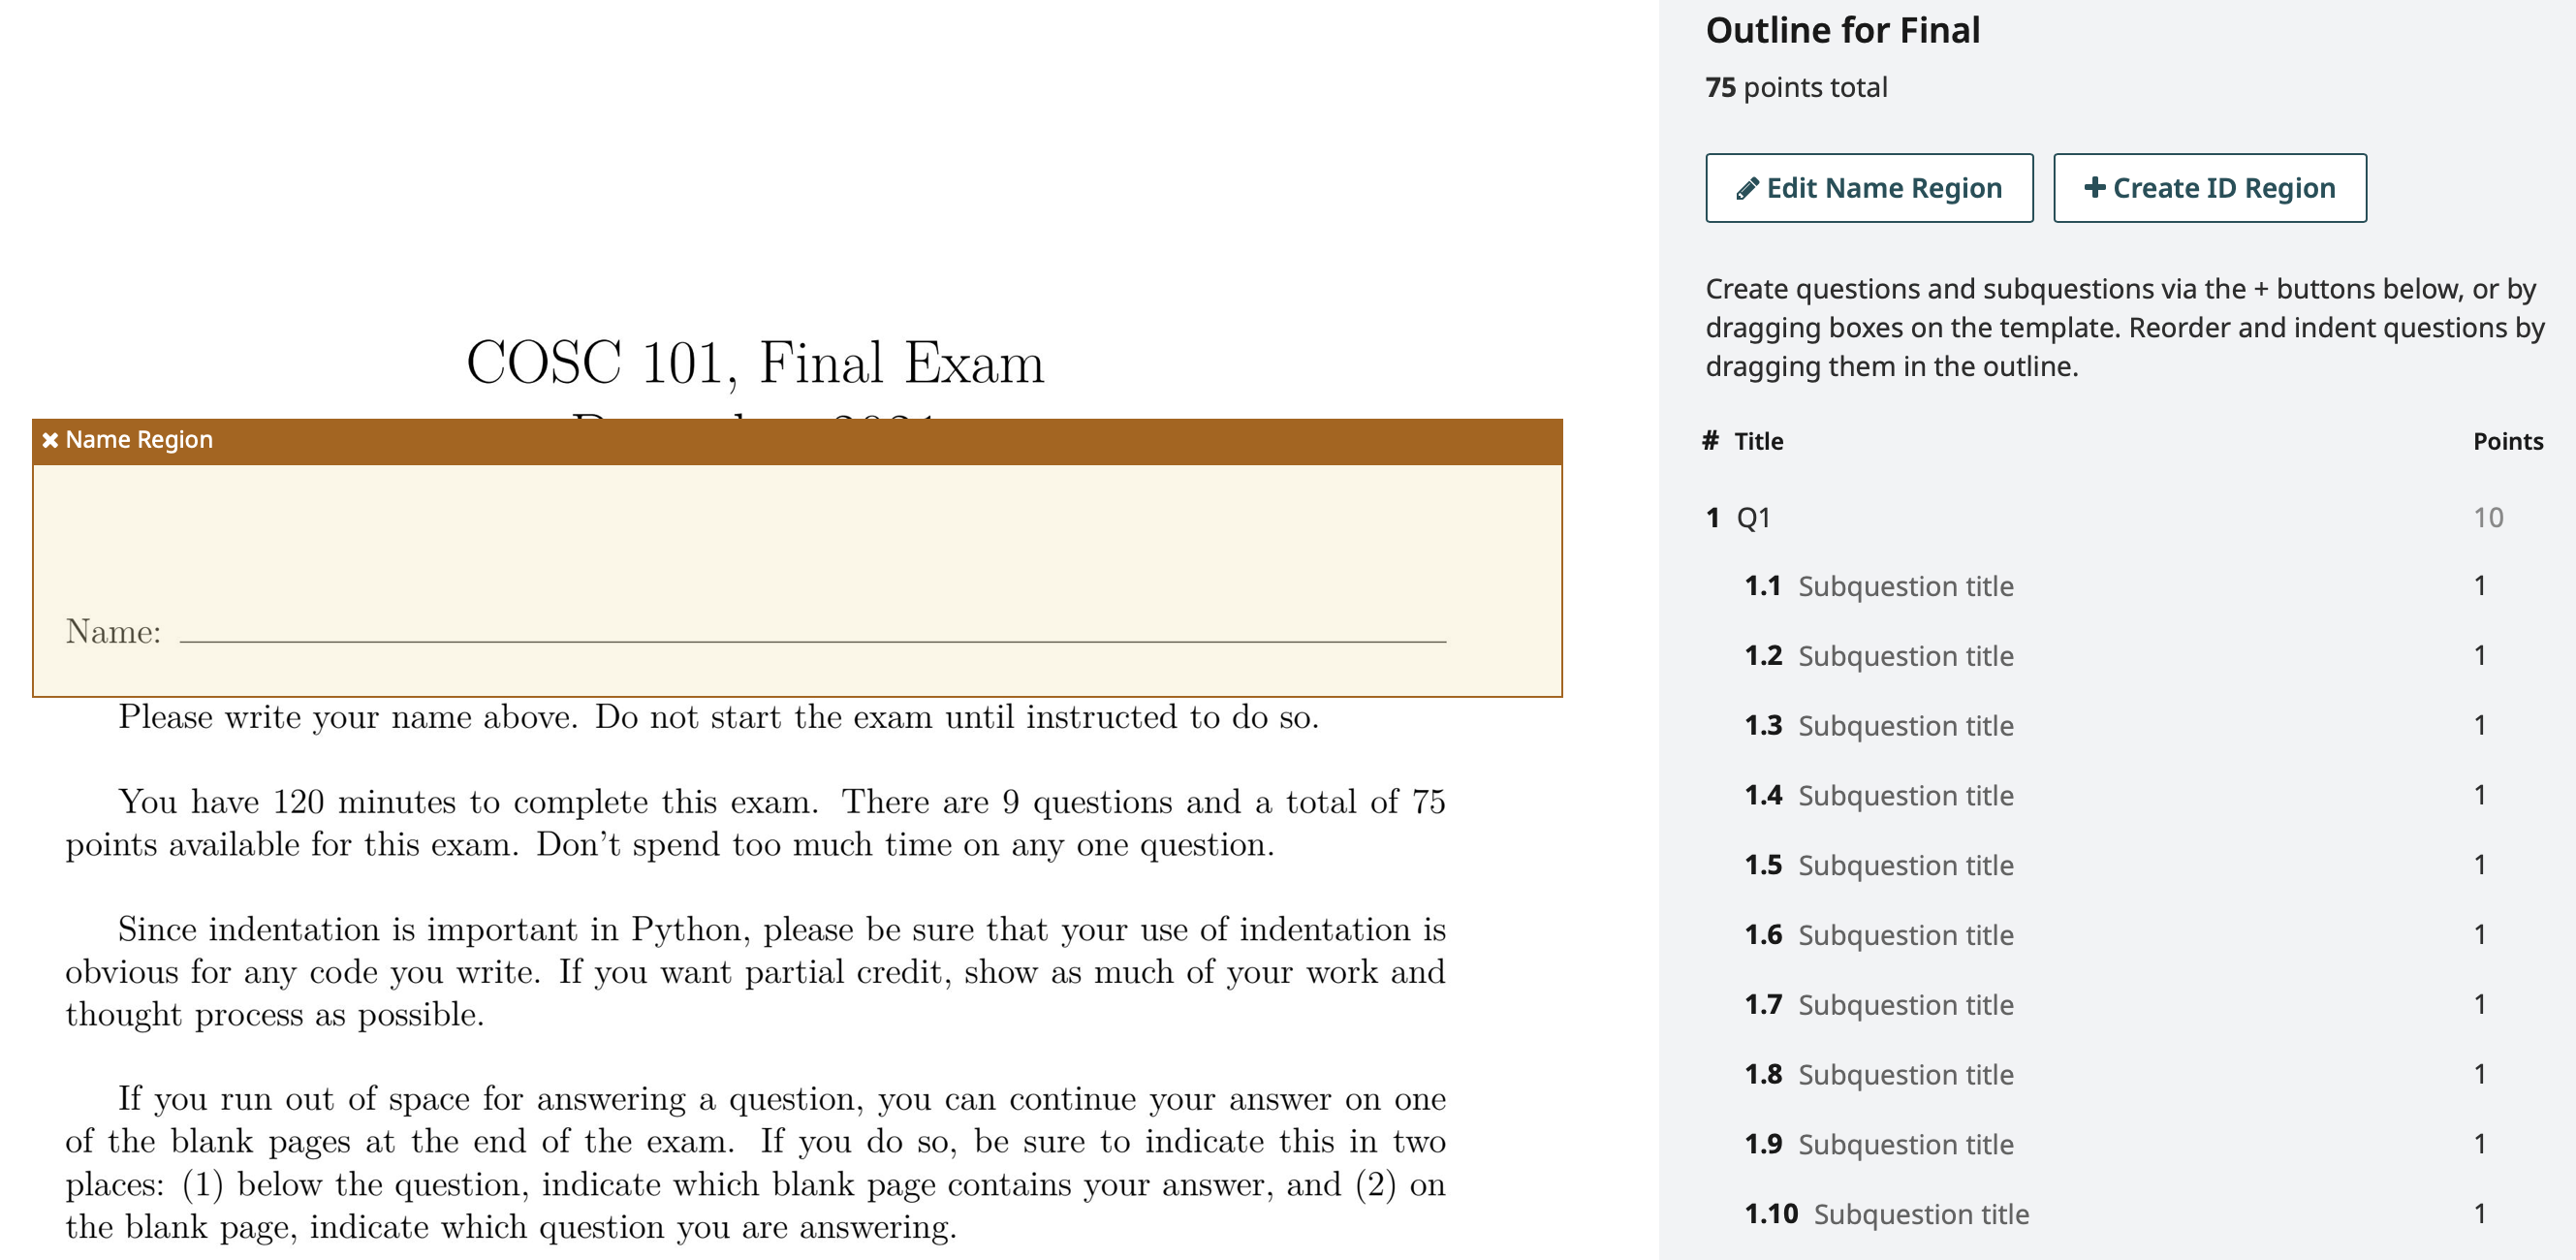 COSC 101, Final Exam
Name Region
Name:
Please write your name above. Do not start the exam until instructed to do so.
You have 120 minutes to complete this exam. There are 9 questions and a total of 75
points available for this exam. Don't spend too much time on any one question.
Since indentation is important in Python, please be sure that your use of indentation is
obvious for any code you write. If you want partial credit, show as much of your work and
thought process as possible.
If you run out of space for answering a question, you can continue your answer on one
of the blank pages at the end of the exam. If you do so, be sure to indicate this in two
places: (1) below the question, indicate which blank page contains your answer, and (2) on
the blank page, indicate which question you are answering.
Outline for Final
75 points total
Edit Name Region
Create ID Region
Create questions and subquestions via the + buttons below, or by
dragging boxes on the template. Reorder and indent questions by
dragging them in the outline.
# Title Points
1 Q1 10
1.1 Subquestion title 1
1.2 Subquestion title 1
1.3 Subquestion title 1
1.4 Subquestion title 1
1.5 Subquestion title 1
1.6 Subquestion title 1
1.7 Subquestion title 1
1.8 Subquestion title 1
1.9 Subquestion title 1
1.10 Subquestion title 1